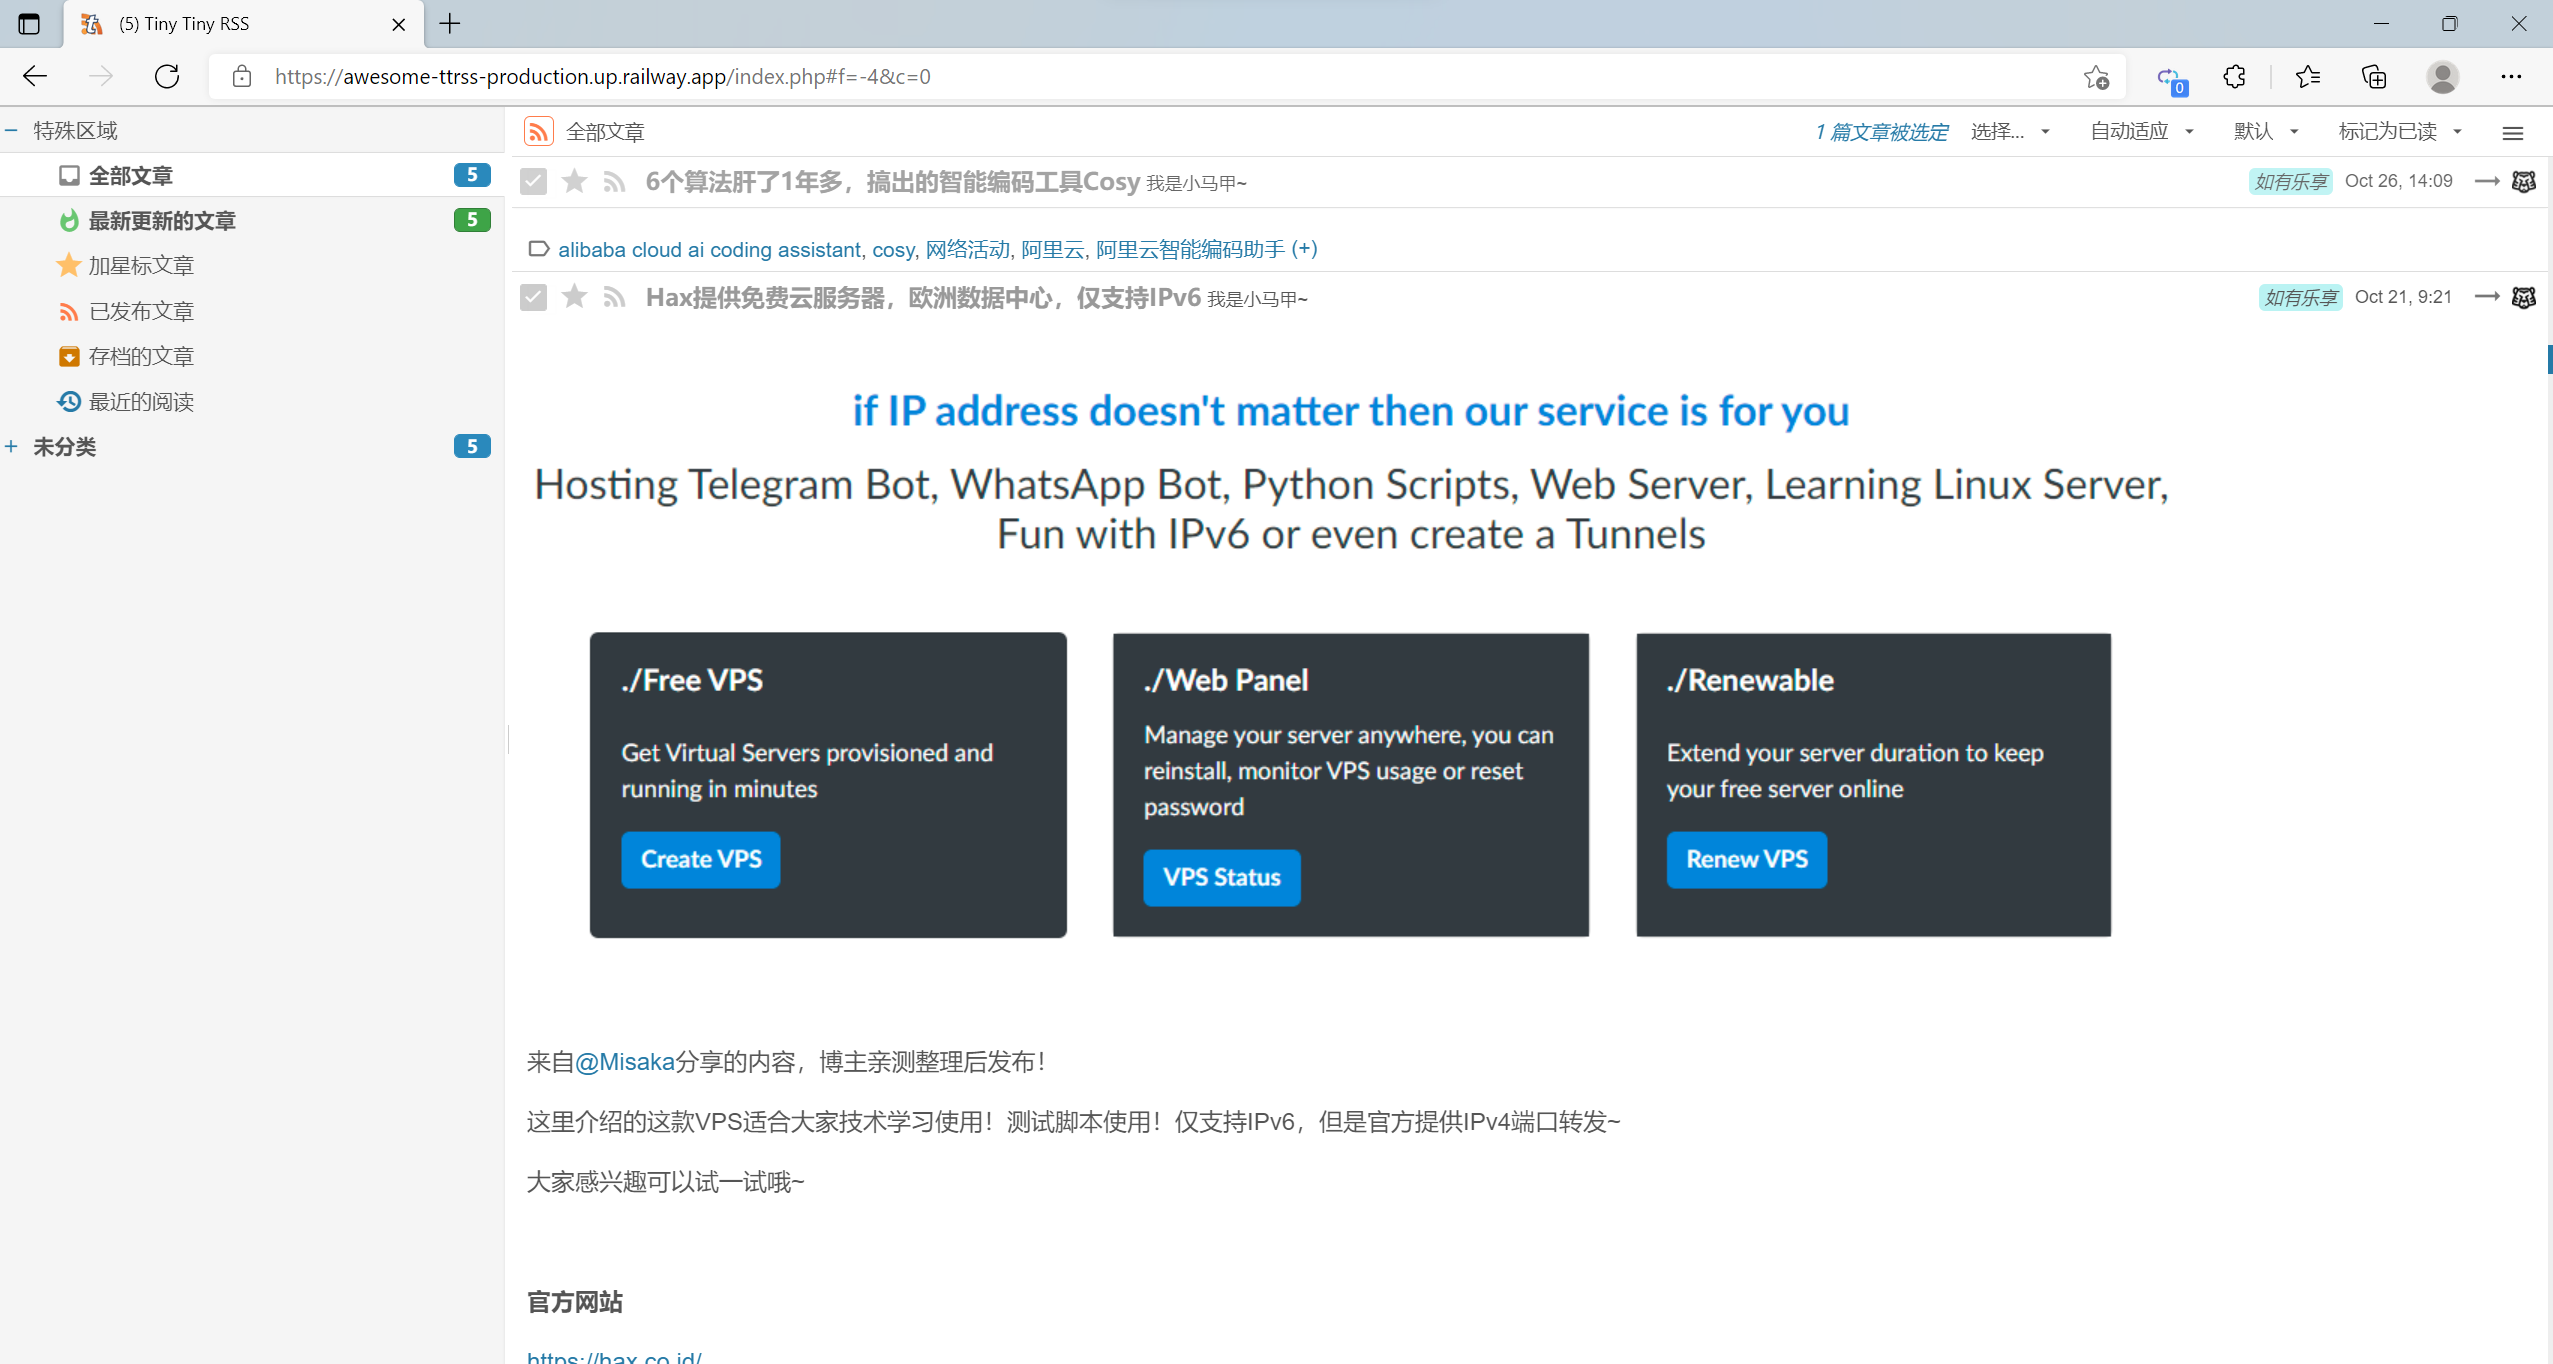 (5) Tiny Tiny RSS
https://awesome-ttrss-production.up.railway.app/index.php#f=-4&c=0
0
特殊区域
全部文章 5
最新更新的文章 5
加星标文章
已发布文章
存档的文章
最近的阅读
未分类 5
全部文章 1 篇文章被选定 选择... 自动适应 默认 标记为已读
6个算法肝了1年多，搞出的智能编码工具Cosy 我是小马甲~ 如有乐享 Oct 26, 14:09
alibaba cloud ai coding assistant, cosy, 网络活动, 阿里云, 阿里云智能编码助手 (+)
Hax提供免费云服务器，欧洲数据中心，仅支持IPv6 我是小马甲~ 如有乐享 Oct 21, 9:21
if IP address doesn't matter then our service is for you
Hosting Telegram Bot, WhatsApp Bot, Python Scripts, Web Server, Learning Linux Server,
Fun with IPv6 or even create a Tunnels
./Free VPS
Get Virtual Servers provisioned and
running in minutes
Create VPS
./Web Panel
Manage your server anywhere, you can
reinstall, monitor VPS usage or reset
password
VPS Status
./Renewable
Extend your server duration to keep
your free server online
Renew VPS
来自@Misaka分享的内容，博主亲测整理后发布！
这里介绍的这款VPS适合大家技术学习使用！测试脚本使用！仅支持IPv6，但是官方提供IPv4端口转发~
大家感兴趣可以试一试哦~
官方网站
https://hax.co.id/